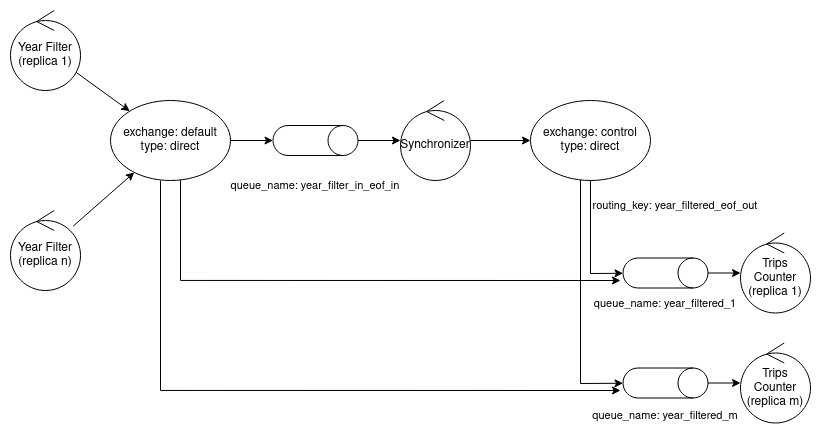 Year Filter
(replica 1)
exchange: default
type: direct
Synchronizer
exchange: control
type: direct
queue_name: year_filter_in_eof_in
routing_key: year_filtered_eof_out
Year Filter
(replica n)
Trips
Counter
(replica 1)
queue_name: year_filtered_1
Trips
Counter
(replica m)
queue_name: year_filtered_m